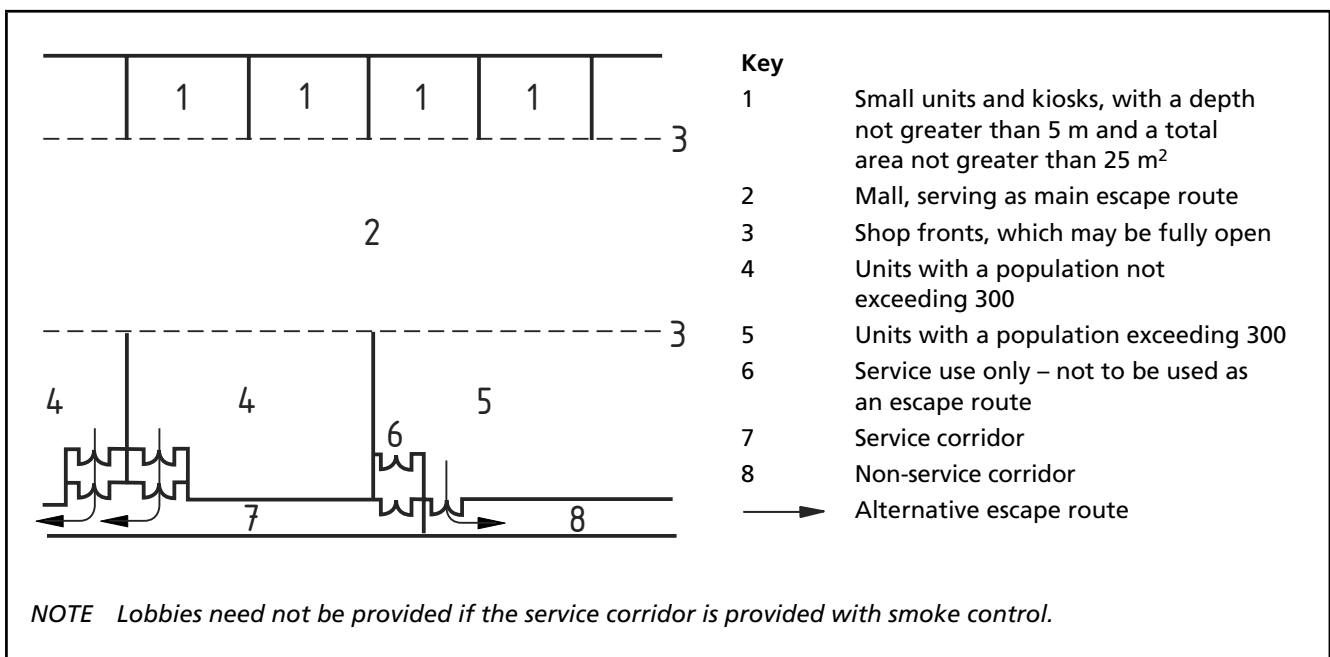 1 1 1 1
3
2
3
4 4 5
6
7 8
Key
1 Small units and kiosks, with a depth
not greater than 5 m and a total
area not greater than 25 m²
2 Mall, serving as main escape route
3 Shop fronts, which may be fully open
4 Units with a population not
exceeding 300
5 Units with a population exceeding 300
6 Service use only – not to be used as
an escape route
7 Service corridor
8 Non-service corridor
Alternative escape route
NOTE Lobbies need not be provided if the service corridor is provided with smoke control.